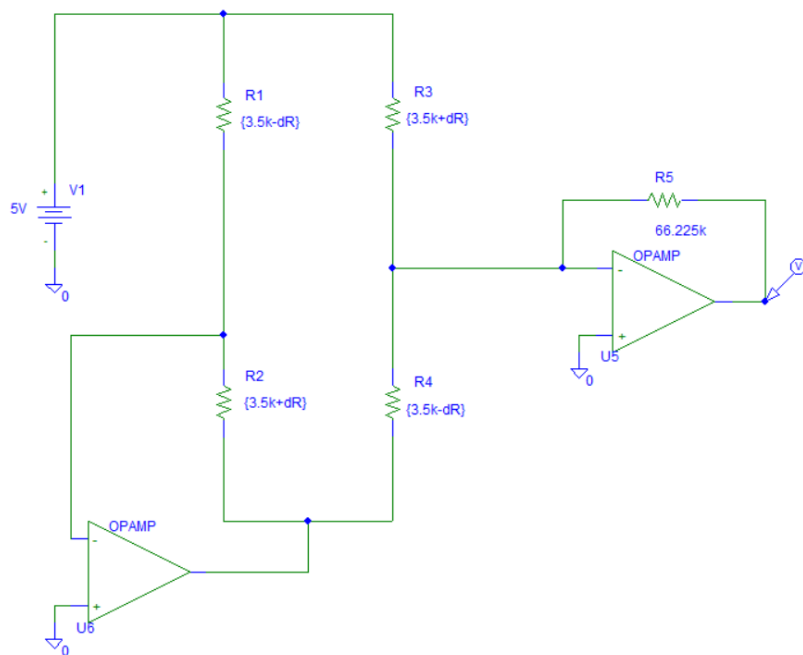 R1
{3.5k-dR}
R3
{3.5k+dR}
+
V1
5V
-
0
R5
66.225k
OPAMP
-
+
U5
0
V
R2
{3.5k+dR}
R4
{3.5k-dR}
OPAMP
-
+
U6
0